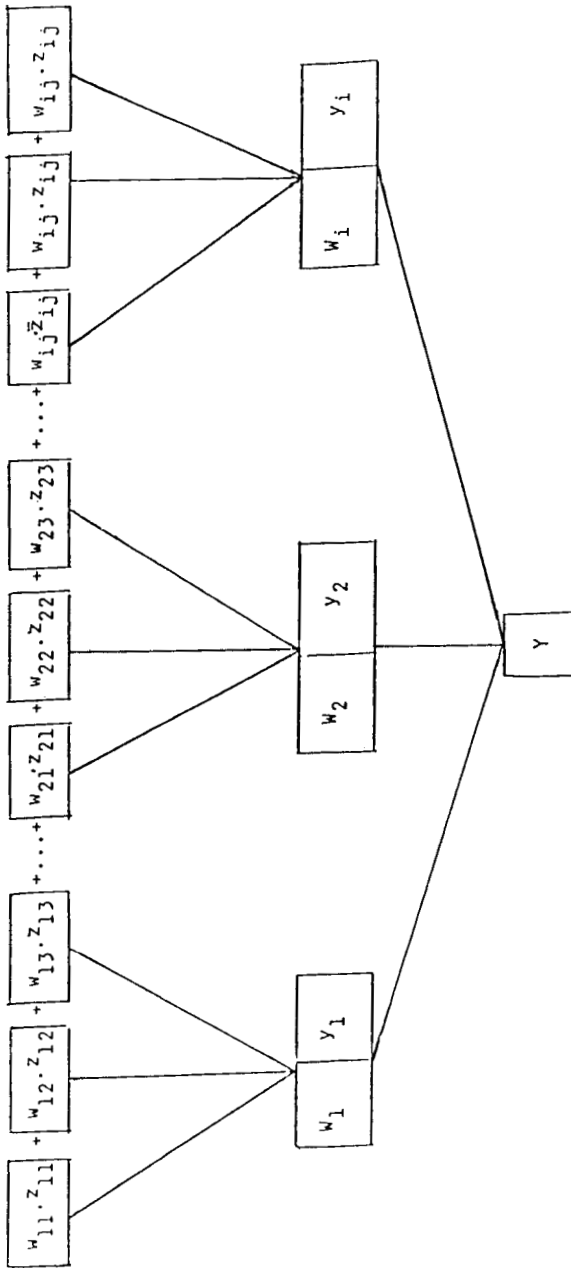 w11·z11 + w12·z12 + w13·z13 +....+ w21·z21 + w22·z22 + w23·z23 +....+ wij·z̄ij + wij·zij + wij·zij
W1 y1 W2 y2 Wi yi
Y